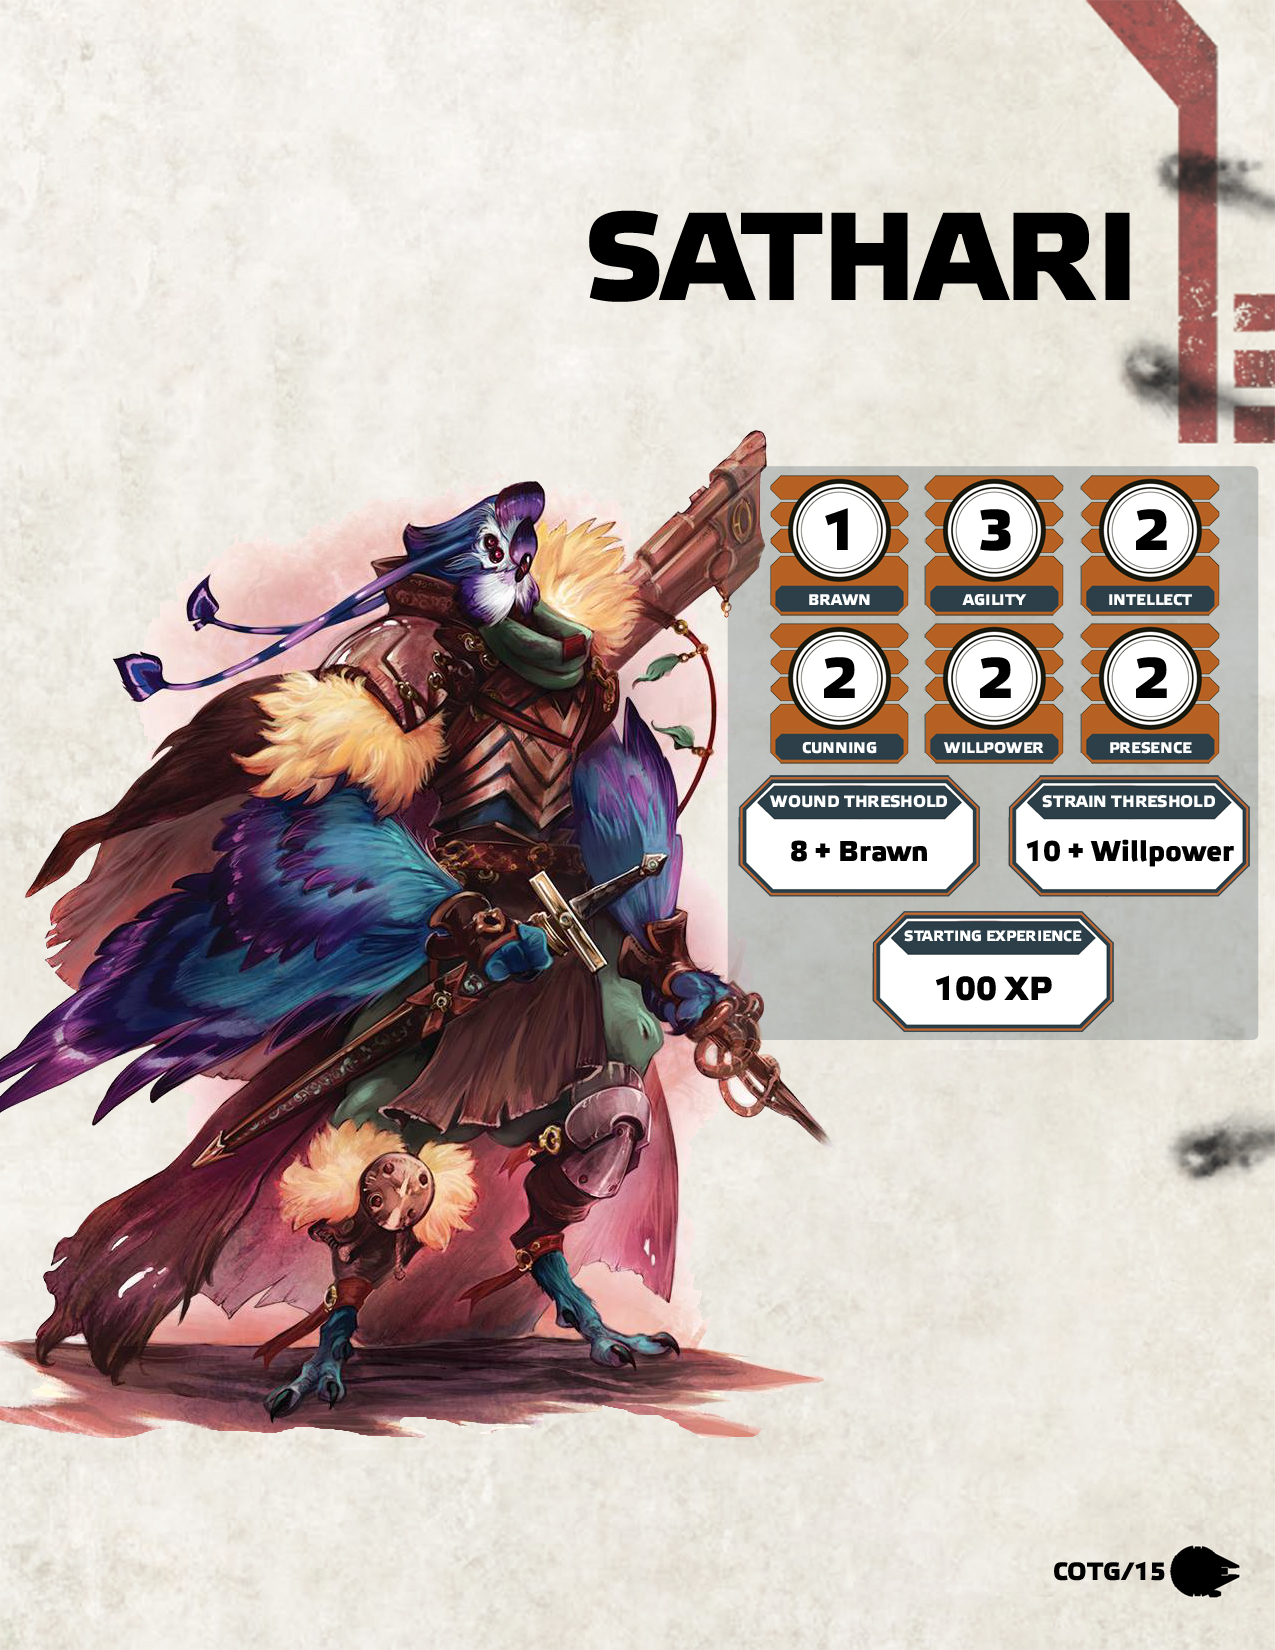 SATHARI
1 3 2
BRAWN AGILITY INTELLECT
2 2 2
CUNNING WILLPOWER PRESENCE
WOUND THRESHOLD STRAIN THRESHOLD
8 + Brawn 10 + Willpower
STARTING EXPERIENCE
100 XP
COTG/15